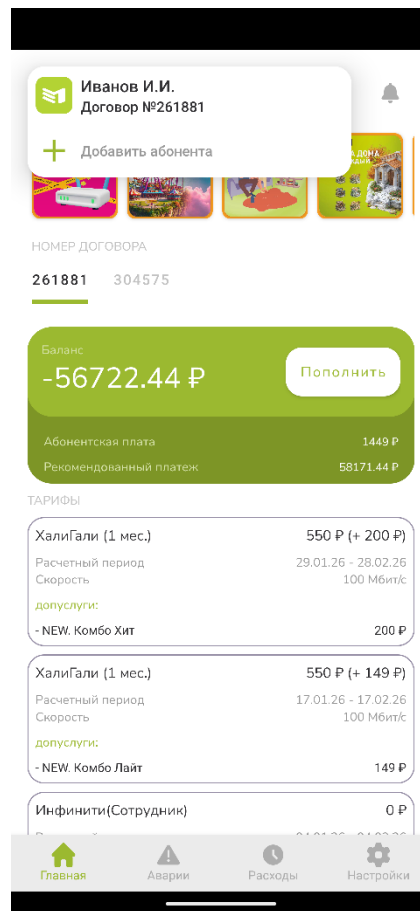 Иванов И.И.
Договор №261881
Добавить абонента
НОМЕР ДОГОВОРА
261881 304575
Баланс
-56722.44 ₽
Пополнить
Абонентская плата 1449 ₽
Рекомендованный платеж 58171.44 ₽
ТАРИФЫ
ХалиГали (1 мес.) 550 ₽ (+ 200 ₽)
Расчетный период 29.01.26 - 28.02.26
Скорость 100 Мбит/с
допуслуги:
- NEW. Комбо Хит 200 ₽
ХалиГали (1 мес.) 550 ₽ (+ 149 ₽)
Расчетный период 17.01.26 - 17.02.26
Скорость 100 Мбит/с
допуслуги:
- NEW. Комбо Лайт 149 ₽
Инфинити(Сотрудник) 0 ₽
Главная Аварии Расходы Настройки